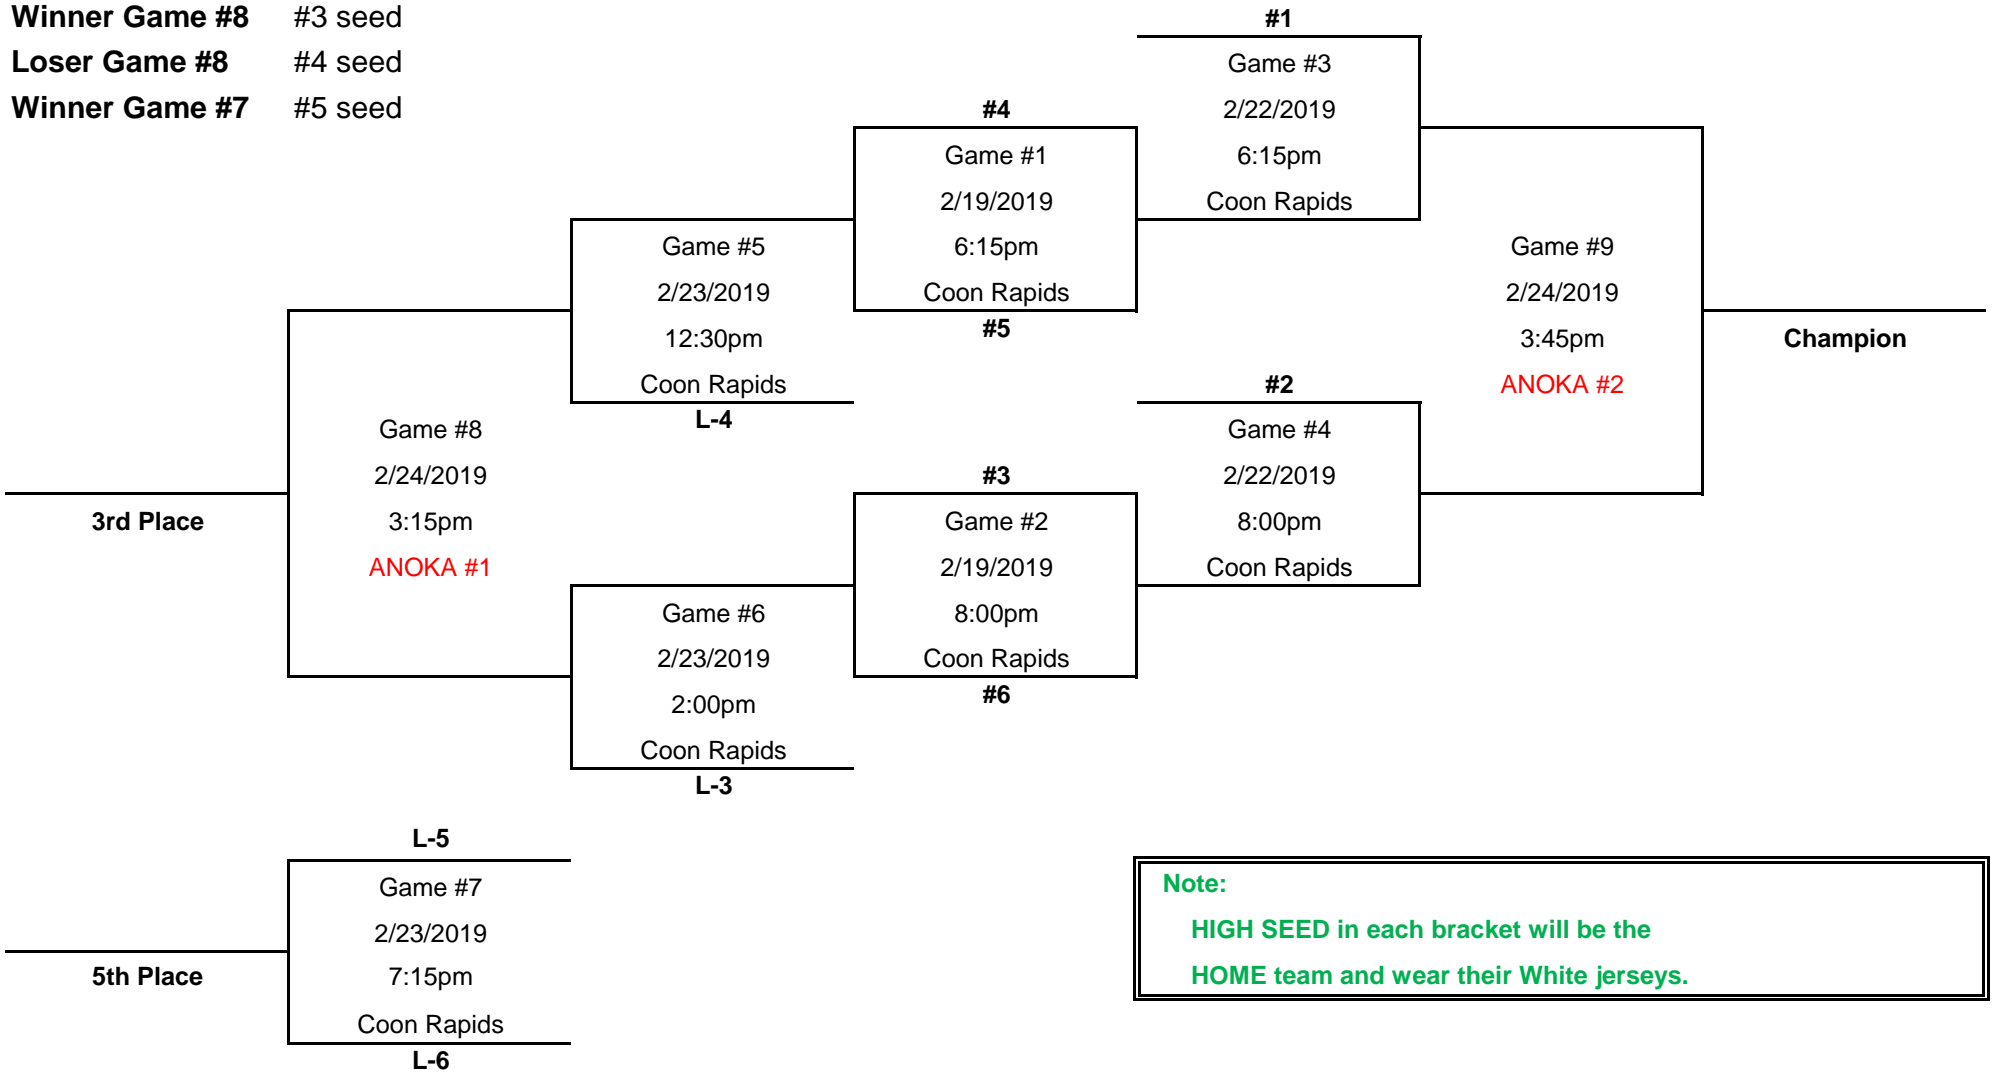 Winner Game #8 #3 seed
Loser Game #8 #4 seed
Winner Game #7 #5 seed
#1
Game #3
2/22/2019
6:15pm
Coon Rapids
#4
Game #1
2/19/2019
6:15pm
Coon Rapids
#5
Game #5
2/23/2019
12:30pm
Coon Rapids
L-4
Game #9
2/24/2019
3:45pm
ANOKA #2
Champion
#2
Game #4
2/22/2019
8:00pm
Coon Rapids
Game #8
2/24/2019
3:15pm
ANOKA #1
3rd Place
#3
Game #2
2/19/2019
8:00pm
Coon Rapids
#6
Game #6
2/23/2019
2:00pm
Coon Rapids
L-3
L-5
Game #7
2/23/2019
7:15pm
Coon Rapids
L-6
5th Place
Note:
HIGH SEED in each bracket will be the
HOME team and wear their White jerseys.